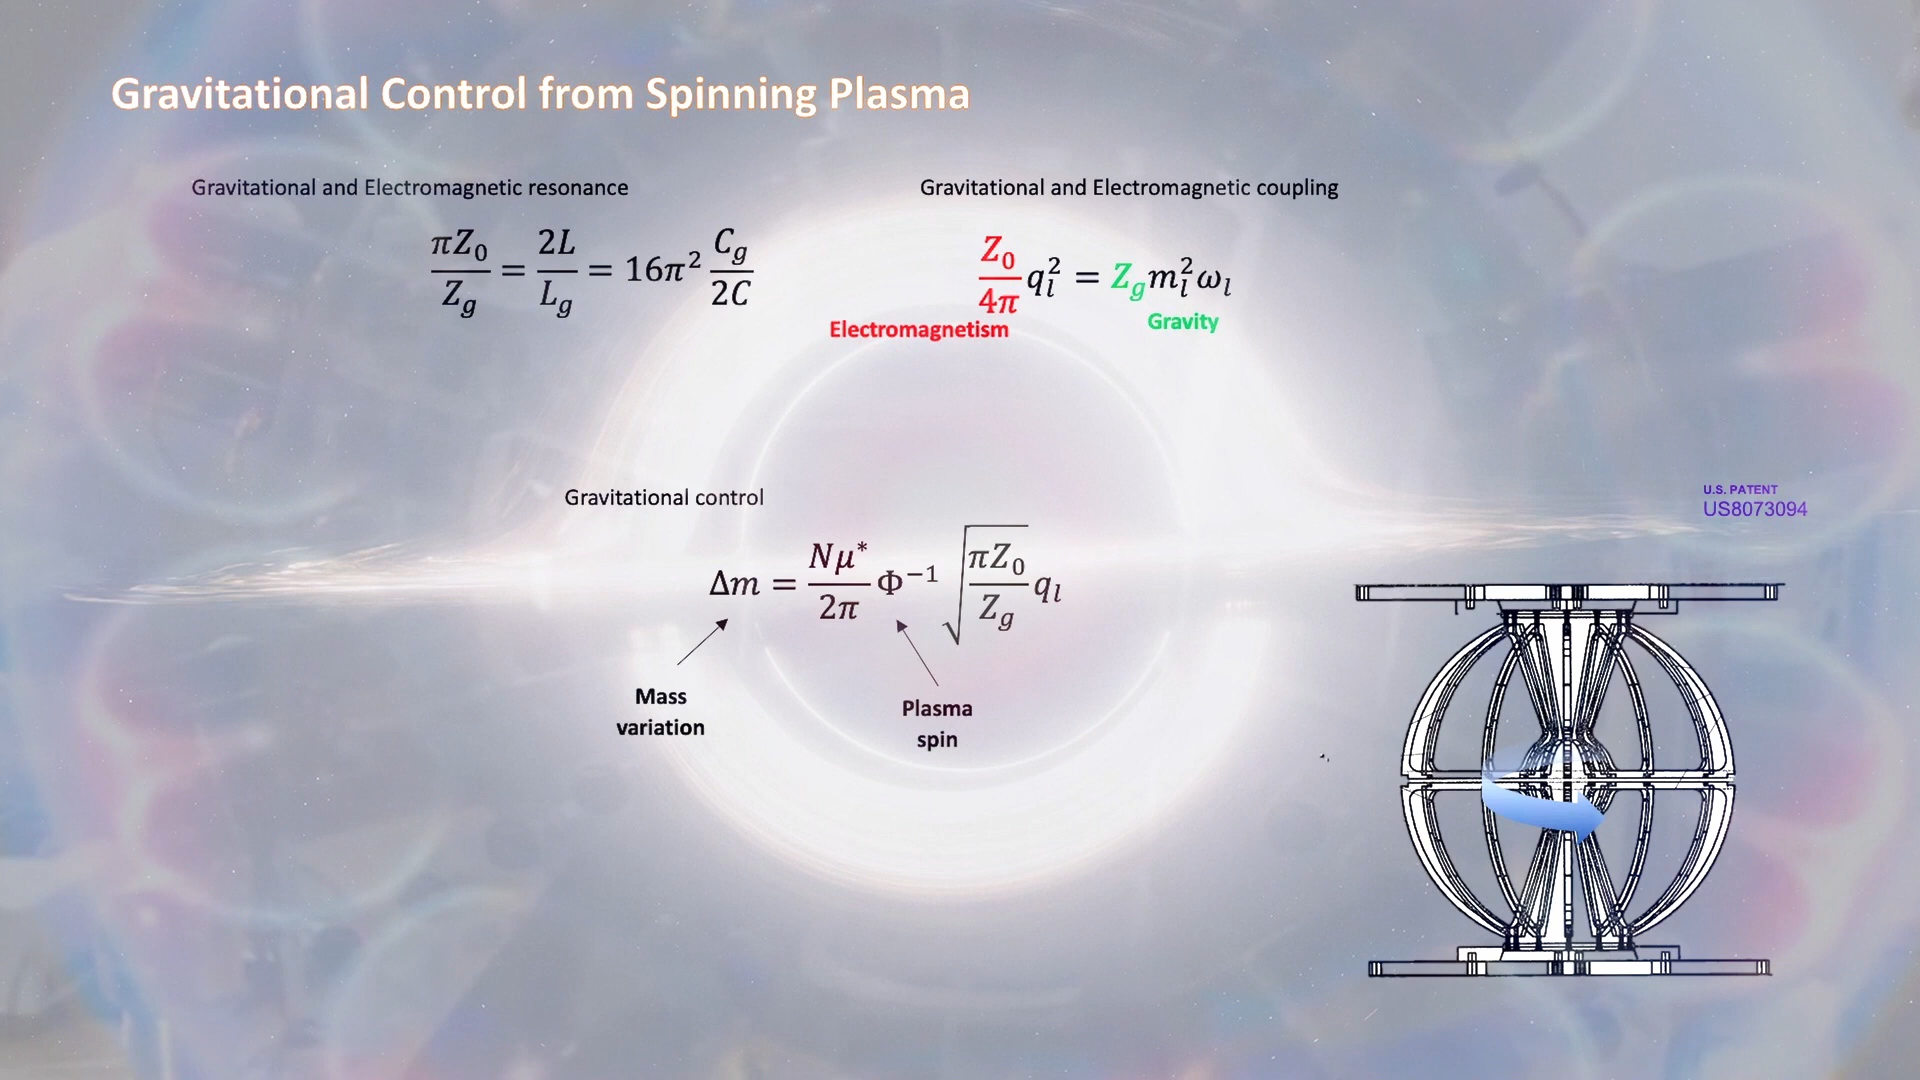 Gravitational Control from Spinning Plasma
Gravitational and Electromagnetic resonance
πZ₀/Z_g = 2L/L_g = 16π² C_g/2C
Gravitational and Electromagnetic coupling
Z₀/4π q_l² = Z_g m_l² ω_l
Electromagnetism
Gravity
Gravitational control
Δm = Nμ*/2π Φ⁻¹ √(πZ₀/Z_g) q_l
Mass
variation
Plasma
spin
U.S. PATENT
US8073094